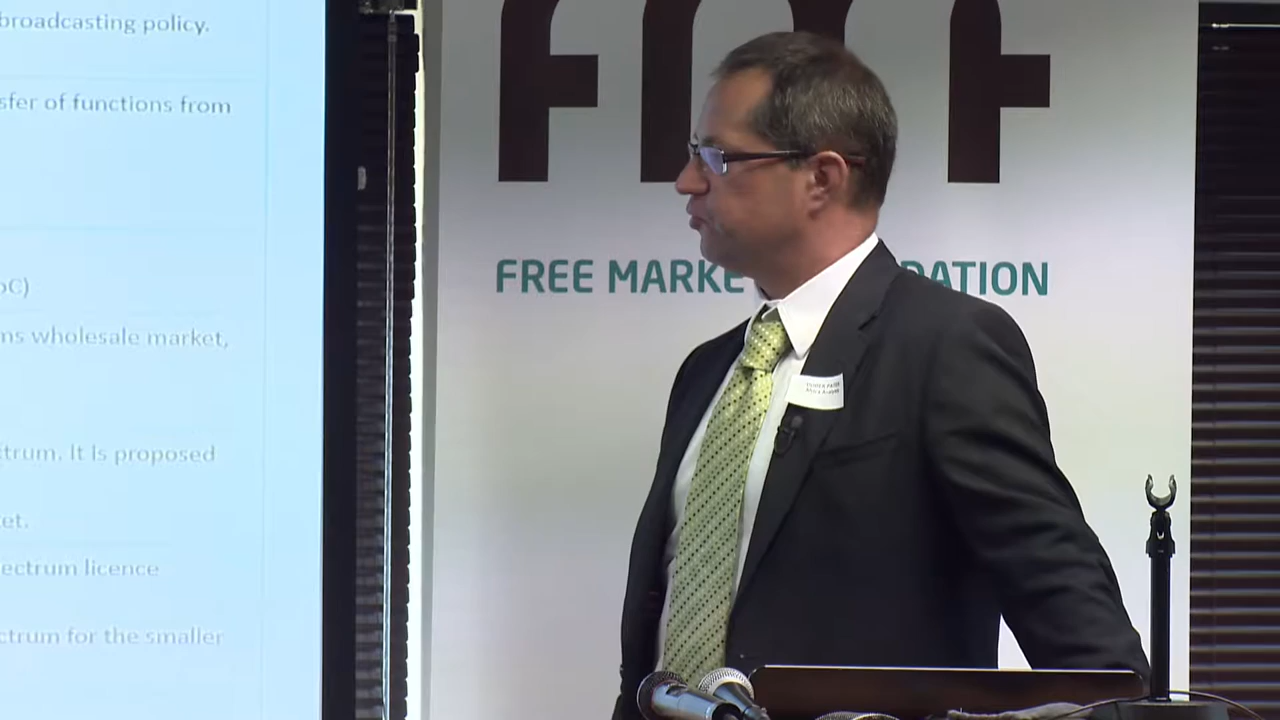 broadcasting policy.
sfer of functions from
oC)
ns wholesale market,
ctrum. It is proposed
et.
ectrum licence
ctrum for the smaller
FMF
FREE MARKE
DATION